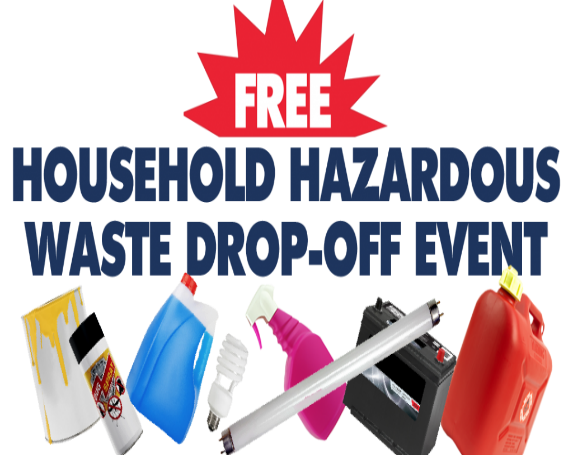 FREE
HOUSEHOLD HAZARDOUS
WASTE DROP-OFF EVENT